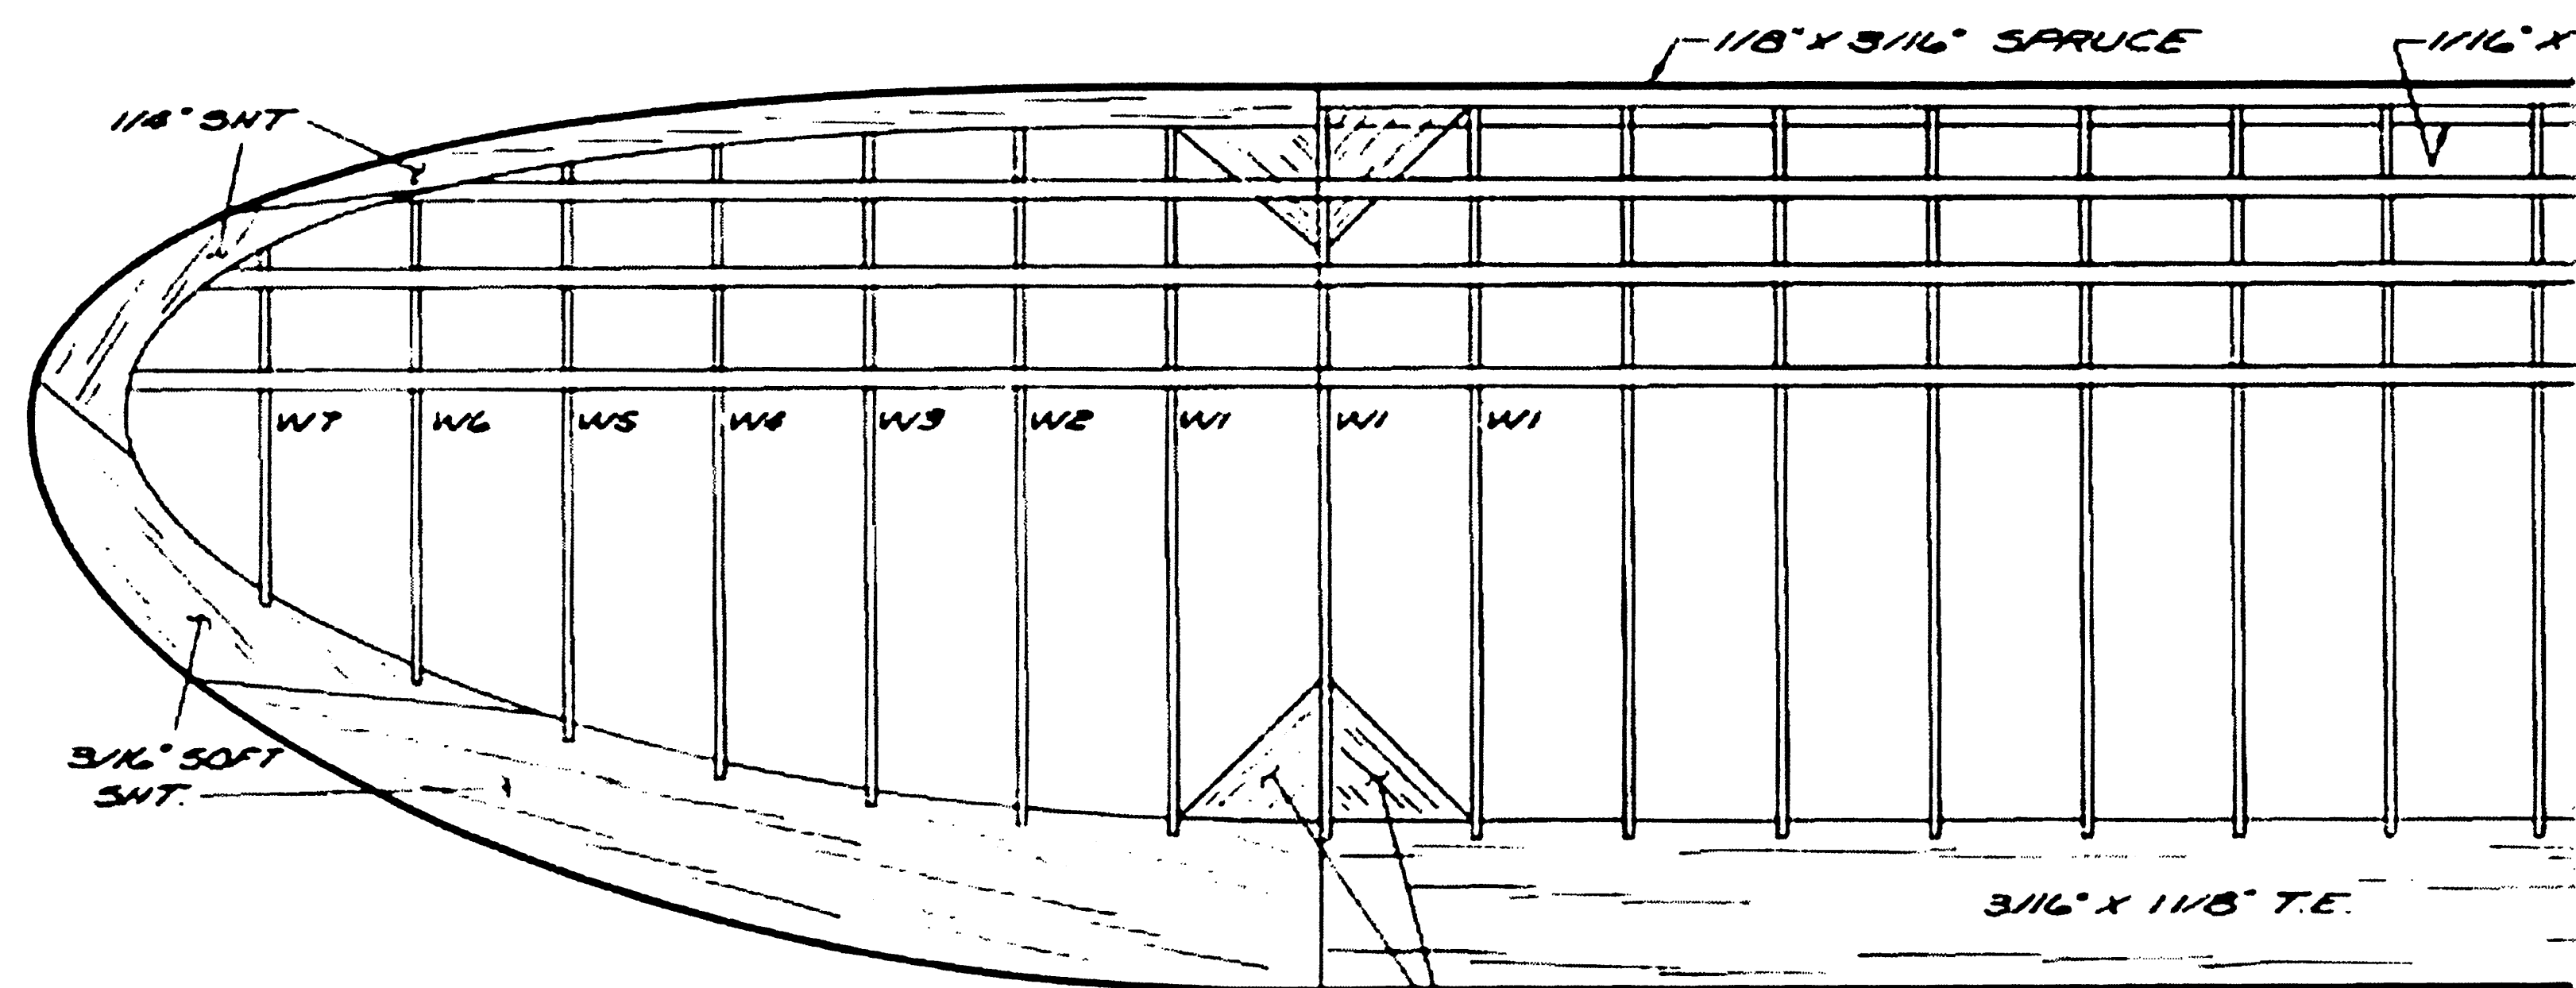 1/8" X 3/16" SPRUCE
1/16" X
1/4" SHT
W7 W6 W5 W4 W3 W2 W1 W1 W1
3/16" SOFT
SHT.
3/16" X 1 1/8" T.E.